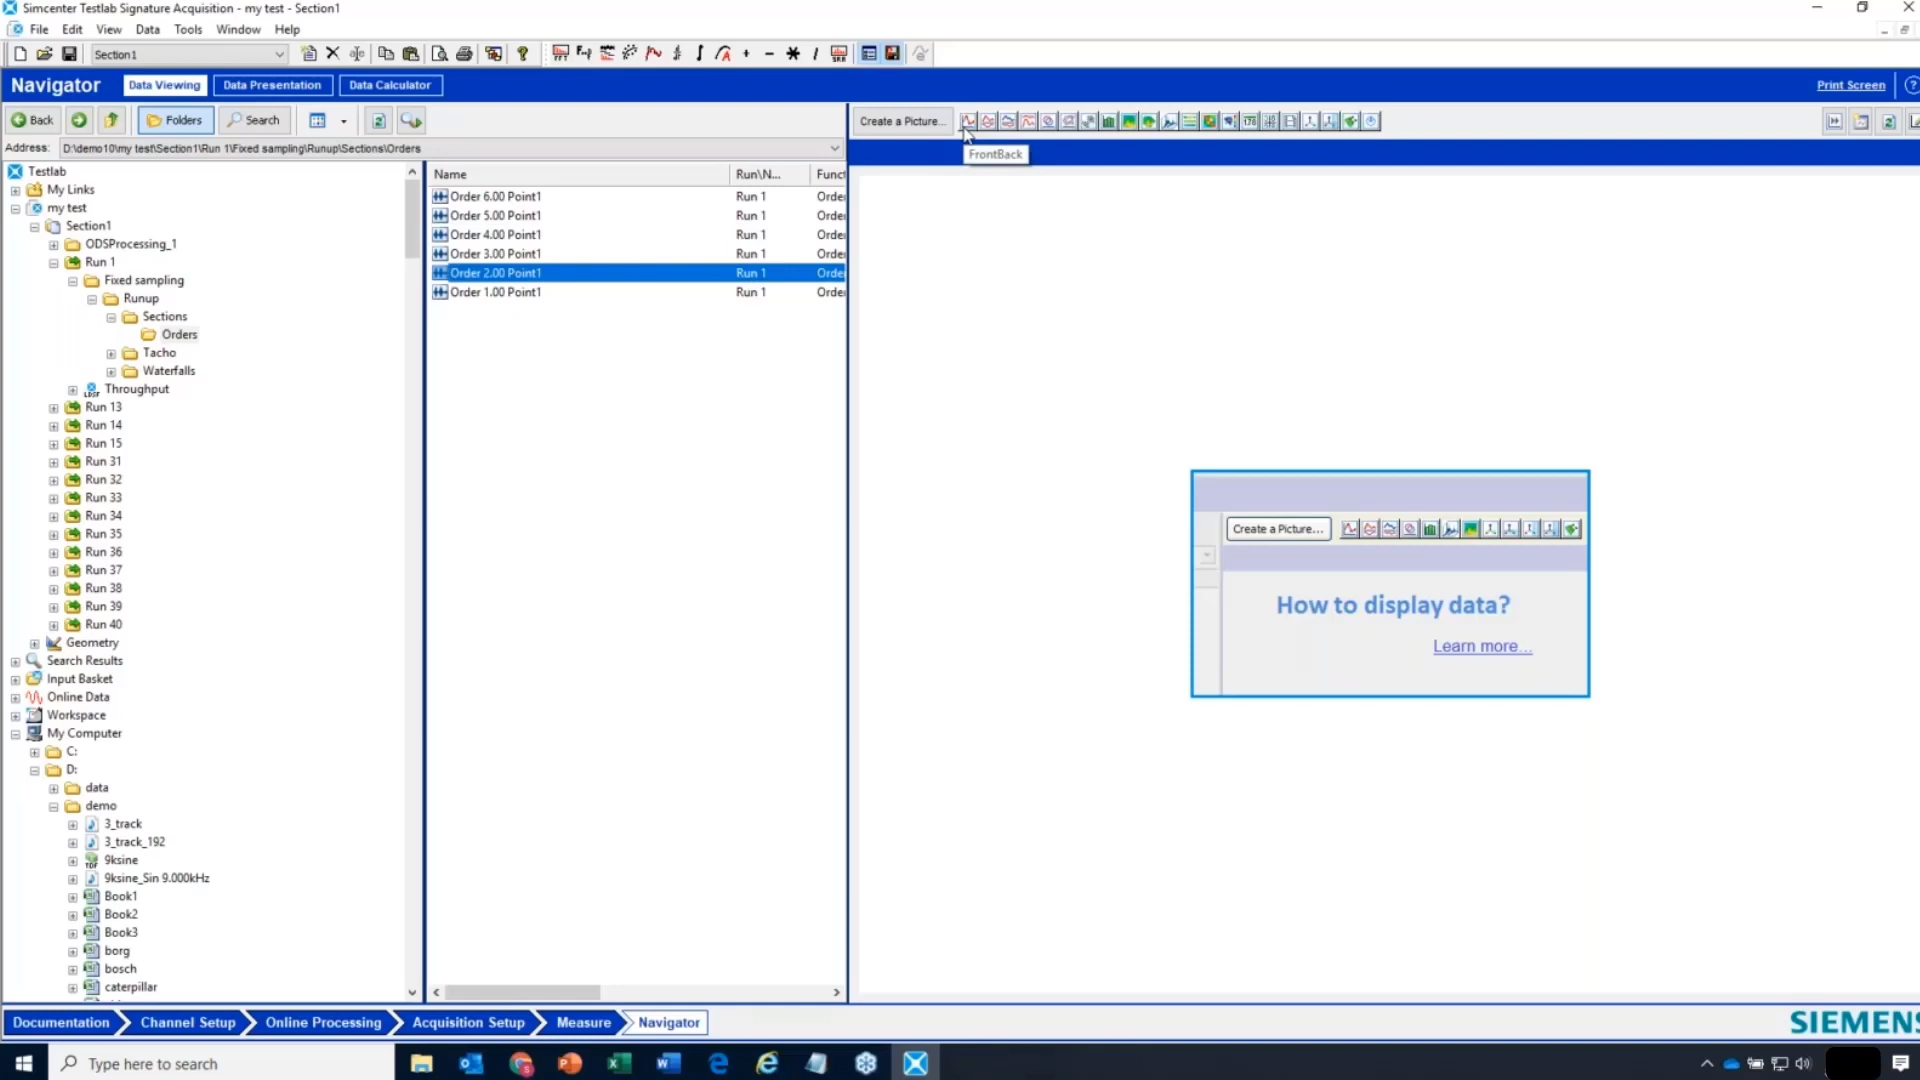 Simcenter Testlab Signature Acquisition - my test - Section1
File Edit View Data Tools Window Help
Section1
Navigator Data Viewing Data Presentation Data Calculator Print Screen
Back Folders Search Create a Picture...
Address: D:\demo10\my test\Section1\Run 1\Fixed sampling\Runup\Sections\Orders
FrontBack
Testlab
My Links
my test
Section1
ODSProcessing_1
Run 1
Fixed sampling
Runup
Sections
Orders
Tacho
Waterfalls
Throughput
Run 13
Run 14
Run 15
Run 31
Run 32
Run 33
Run 34
Run 35
Run 36
Run 37
Run 38
Run 39
Run 40
Geometry
Search Results
Input Basket
Online Data
Workspace
My Computer
C:
D:
data
demo
3_track
3_track_192
9ksine
9ksine_Sin 9.000kHz
Book1
Book2
Book3
borg
bosch
caterpillar
Name Run\N... Funct
Order 6.00 Point1 Run 1 Order
Order 5.00 Point1 Run 1 Order
Order 4.00 Point1 Run 1 Order
Order 3.00 Point1 Run 1 Order
Order 2.00 Point1 Run 1 Order
Order 1.00 Point1 Run 1 Order
Create a Picture...
How to display data?
Learn more...
Documentation Channel Setup Online Processing Acquisition Setup Measure Navigator
SIEMENS
Type here to search